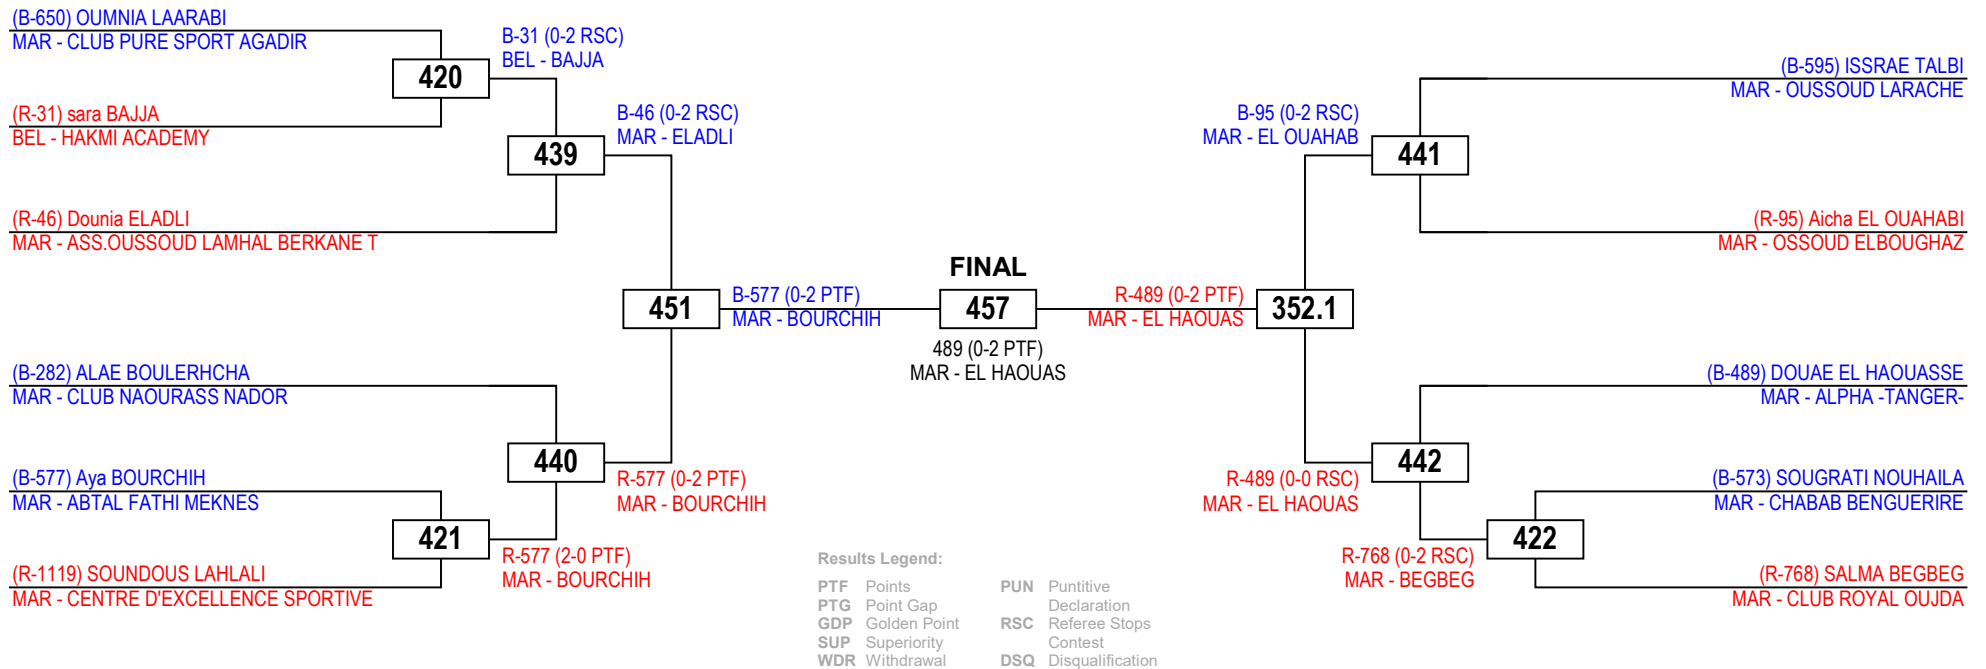 (B-650) OUMNIA LAARABI
MAR - CLUB PURE SPORT AGADIR
420
(R-31) sara BAJJA
BEL - HAKMI ACADEMY
B-31 (0-2 RSC)
BEL - BAJJA
439
(R-46) Dounia ELADLI
MAR - ASS.OUSSOUD LAMHAL BERKANE T
B-46 (0-2 RSC)
MAR - ELADLI
451
(B-282) ALAE BOULERHCHA
MAR - CLUB NAOURASS NADOR
440
(B-577) Aya BOURCHIH
MAR - ABTAL FATHI MEKNES
421
(R-1119) SOUNDOUS LAHLALI
MAR - CENTRE D'EXCELLENCE SPORTIVE
R-577 (2-0 PTF)
MAR - BOURCHIH
R-577 (0-2 PTF)
MAR - BOURCHIH
B-577 (0-2 PTF)
MAR - BOURCHIH
FINAL
457
489 (0-2 PTF)
MAR - EL HAOUAS
R-489 (0-2 PTF)
MAR - EL HAOUAS
352.1
B-95 (0-2 RSC)
MAR - EL OUAHAB
441
(B-595) ISSRAE TALBI
MAR - OUSSOUD LARACHE
(R-95) Aicha EL OUAHABI
MAR - OSSOUD ELBOUGHAZ
(B-489) DOUAE EL HAOUASSE
MAR - ALPHA -TANGER-
442
R-489 (0-0 RSC)
MAR - EL HAOUAS
(B-573) SOUGRATI NOUHAILA
MAR - CHABAB BENGUERIRE
422
R-768 (0-2 RSC)
MAR - BEGBEG
(R-768) SALMA BEGBEG
MAR - CLUB ROYAL OUJDA
Results Legend:
PTF Points
PTG Point Gap
GDP Golden Point
SUP Superiority
WDR Withdrawal
PUN Puntitive
Declaration
RSC Referee Stops
Contest
DSQ Disqualification